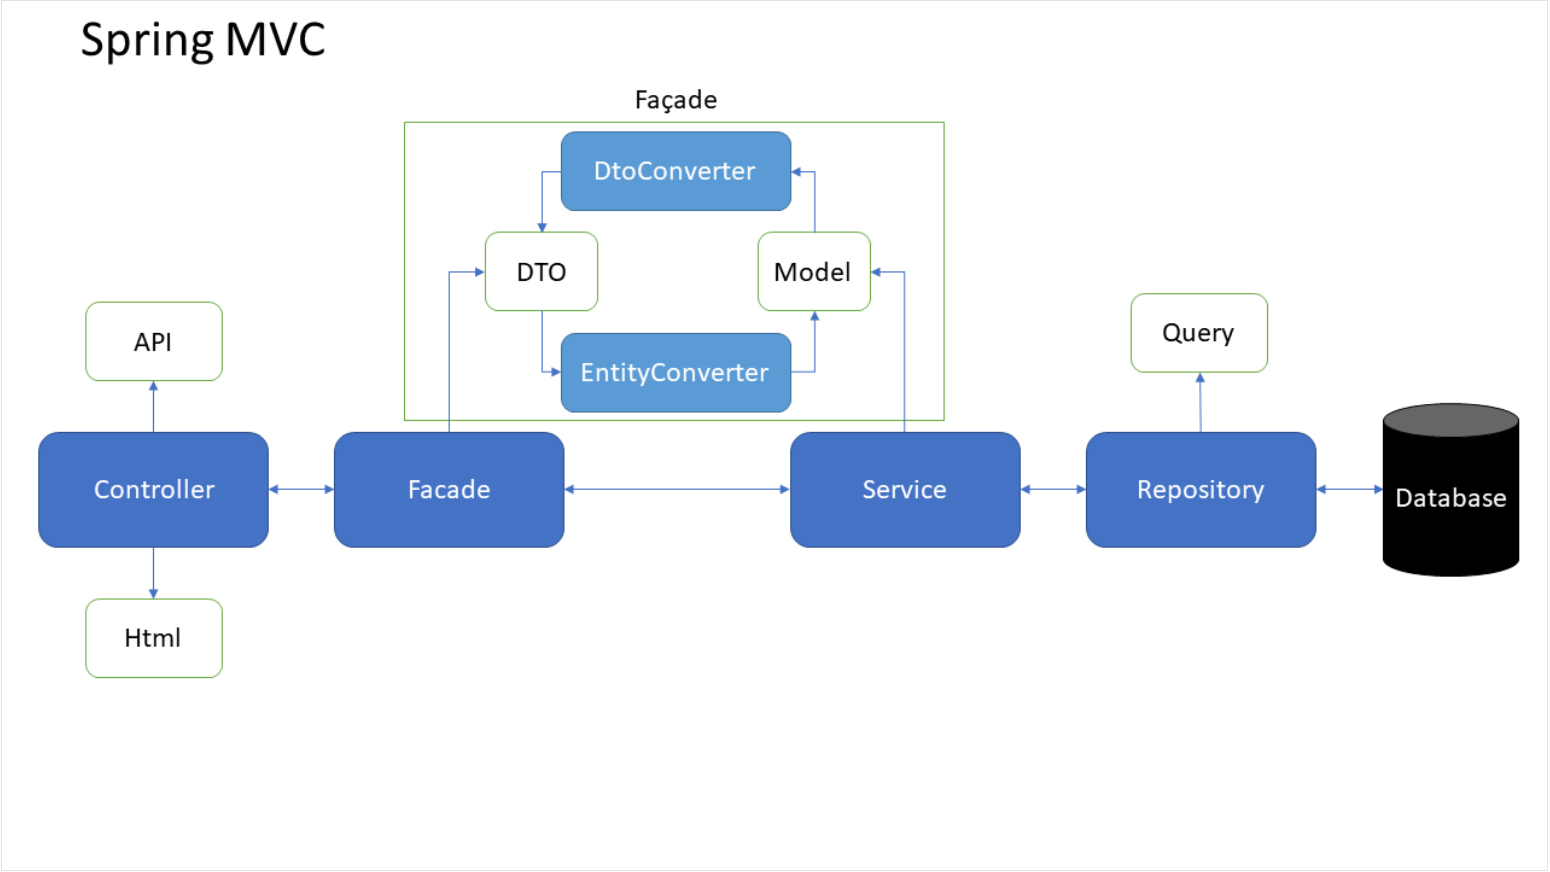 Spring MVC
Façade
DtoConverter
DTO
Model
EntityConverter
API
Query
Controller
Facade
Service
Repository
Database
Html